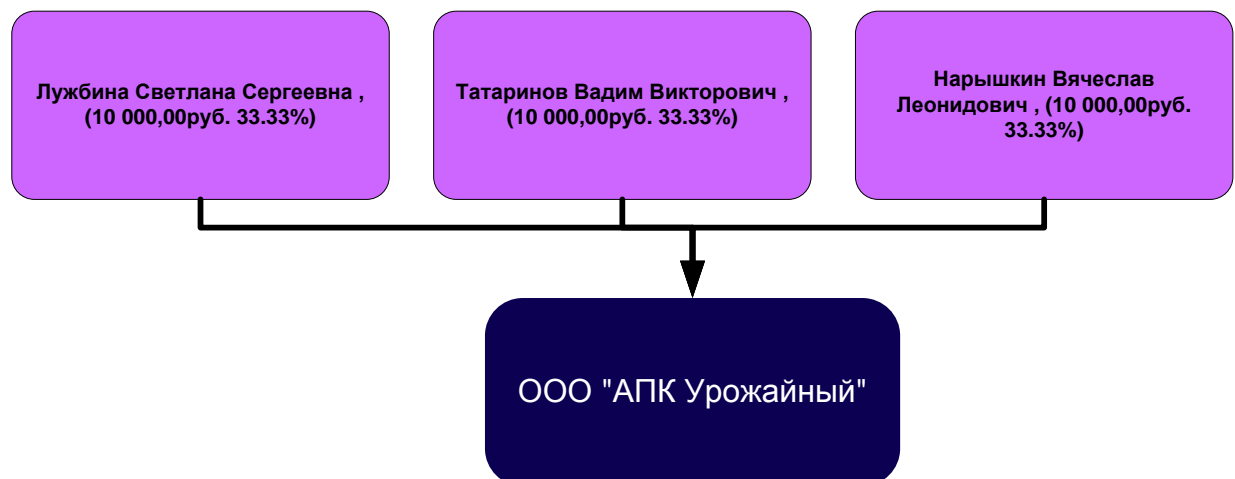 Лужбина Светлана Сергеевна ,
(10 000,00руб. 33.33%)
Татаринов Вадим Викторович ,
(10 000,00руб. 33.33%)
Нарышкин Вячеслав
Леонидович , (10 000,00руб.
33.33%)
ООО "АПК Урожайный"